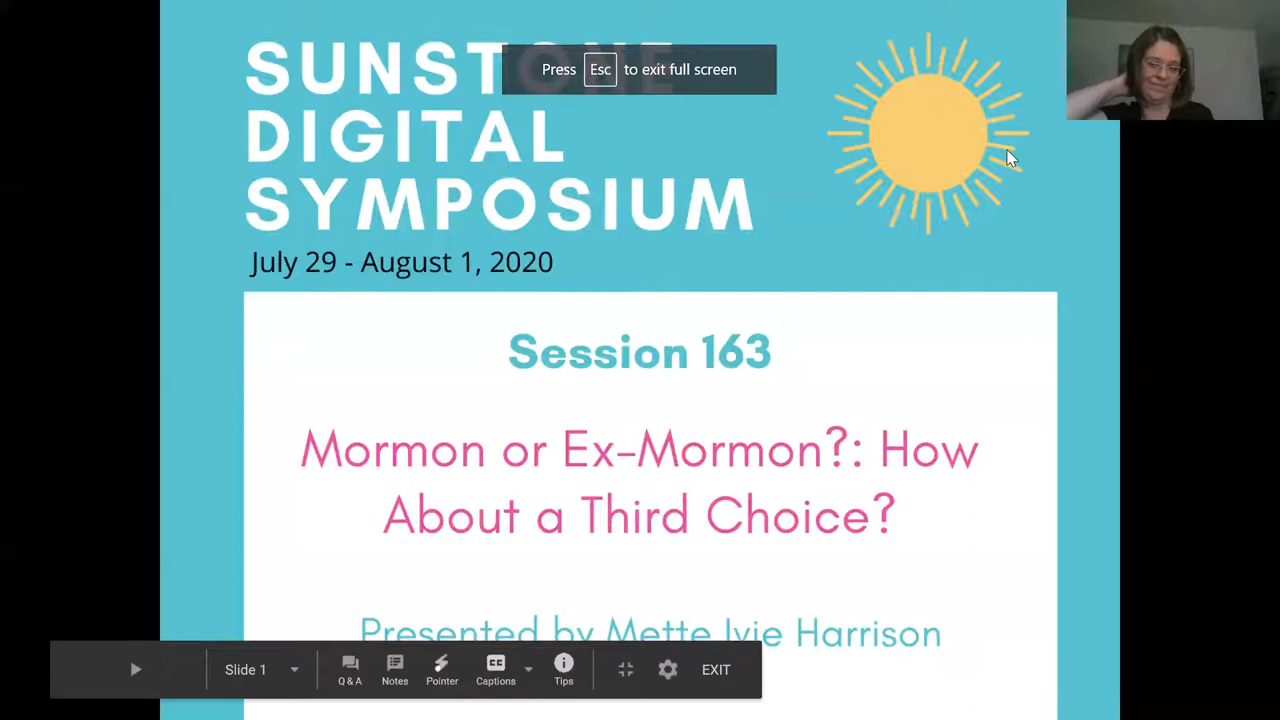 SUNST
DIGITAL
SYMPOSIUM
Press Esc to exit full screen
July 29 - August 1, 2020
Session 163
Mormon or Ex-Mormon?: How
About a Third Choice?
Presented by Mette Ivie Harrison
Slide 1
Q & A
Notes
Pointer
CC
Captions
Tips
EXIT